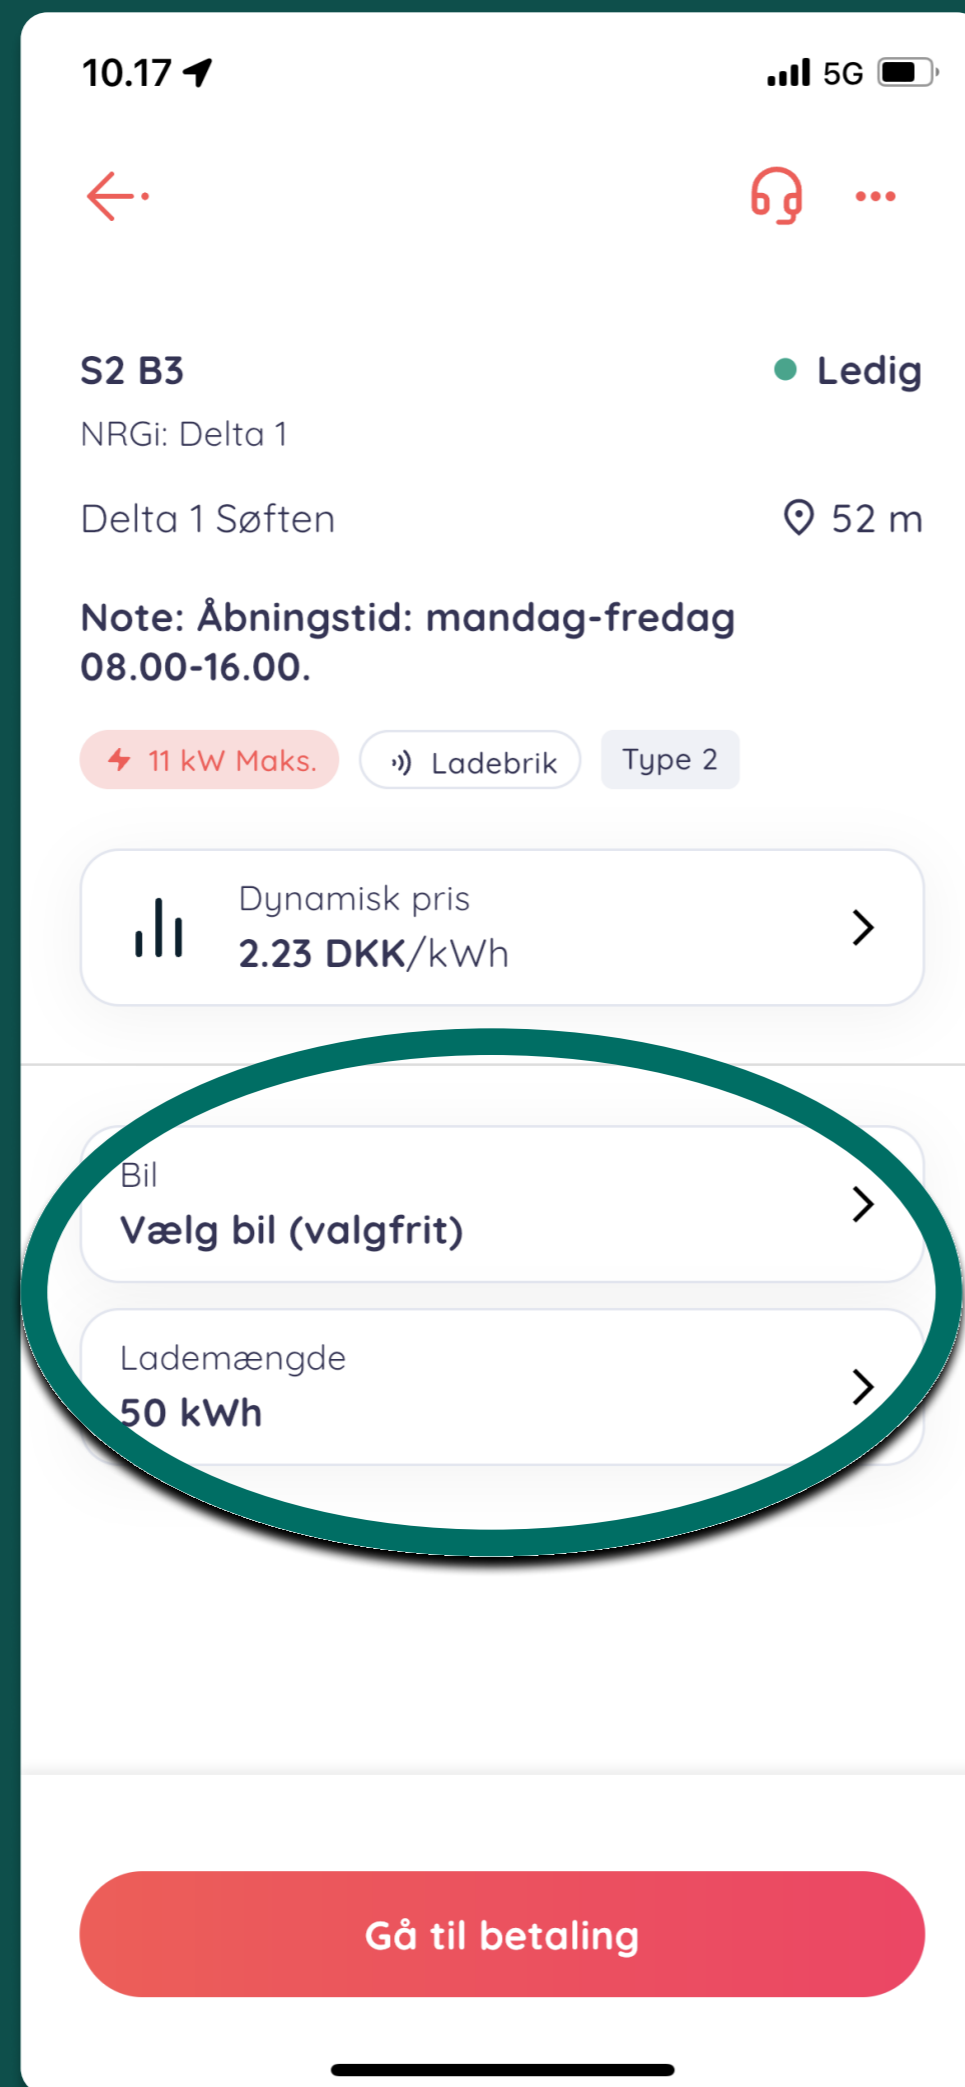 10.17
5G
S2 B3
Ledig
NRGi: Delta 1
Delta 1 Søften
52 m
Note: Åbningstid: mandag-fredag
08.00-16.00.
11 kW Maks.
Ladebrik
Type 2
Dynamisk pris
2.23 DKK/kWh
Bil
Vælg bil (valgfrit)
Lademængde
50 kWh
Gå til betaling